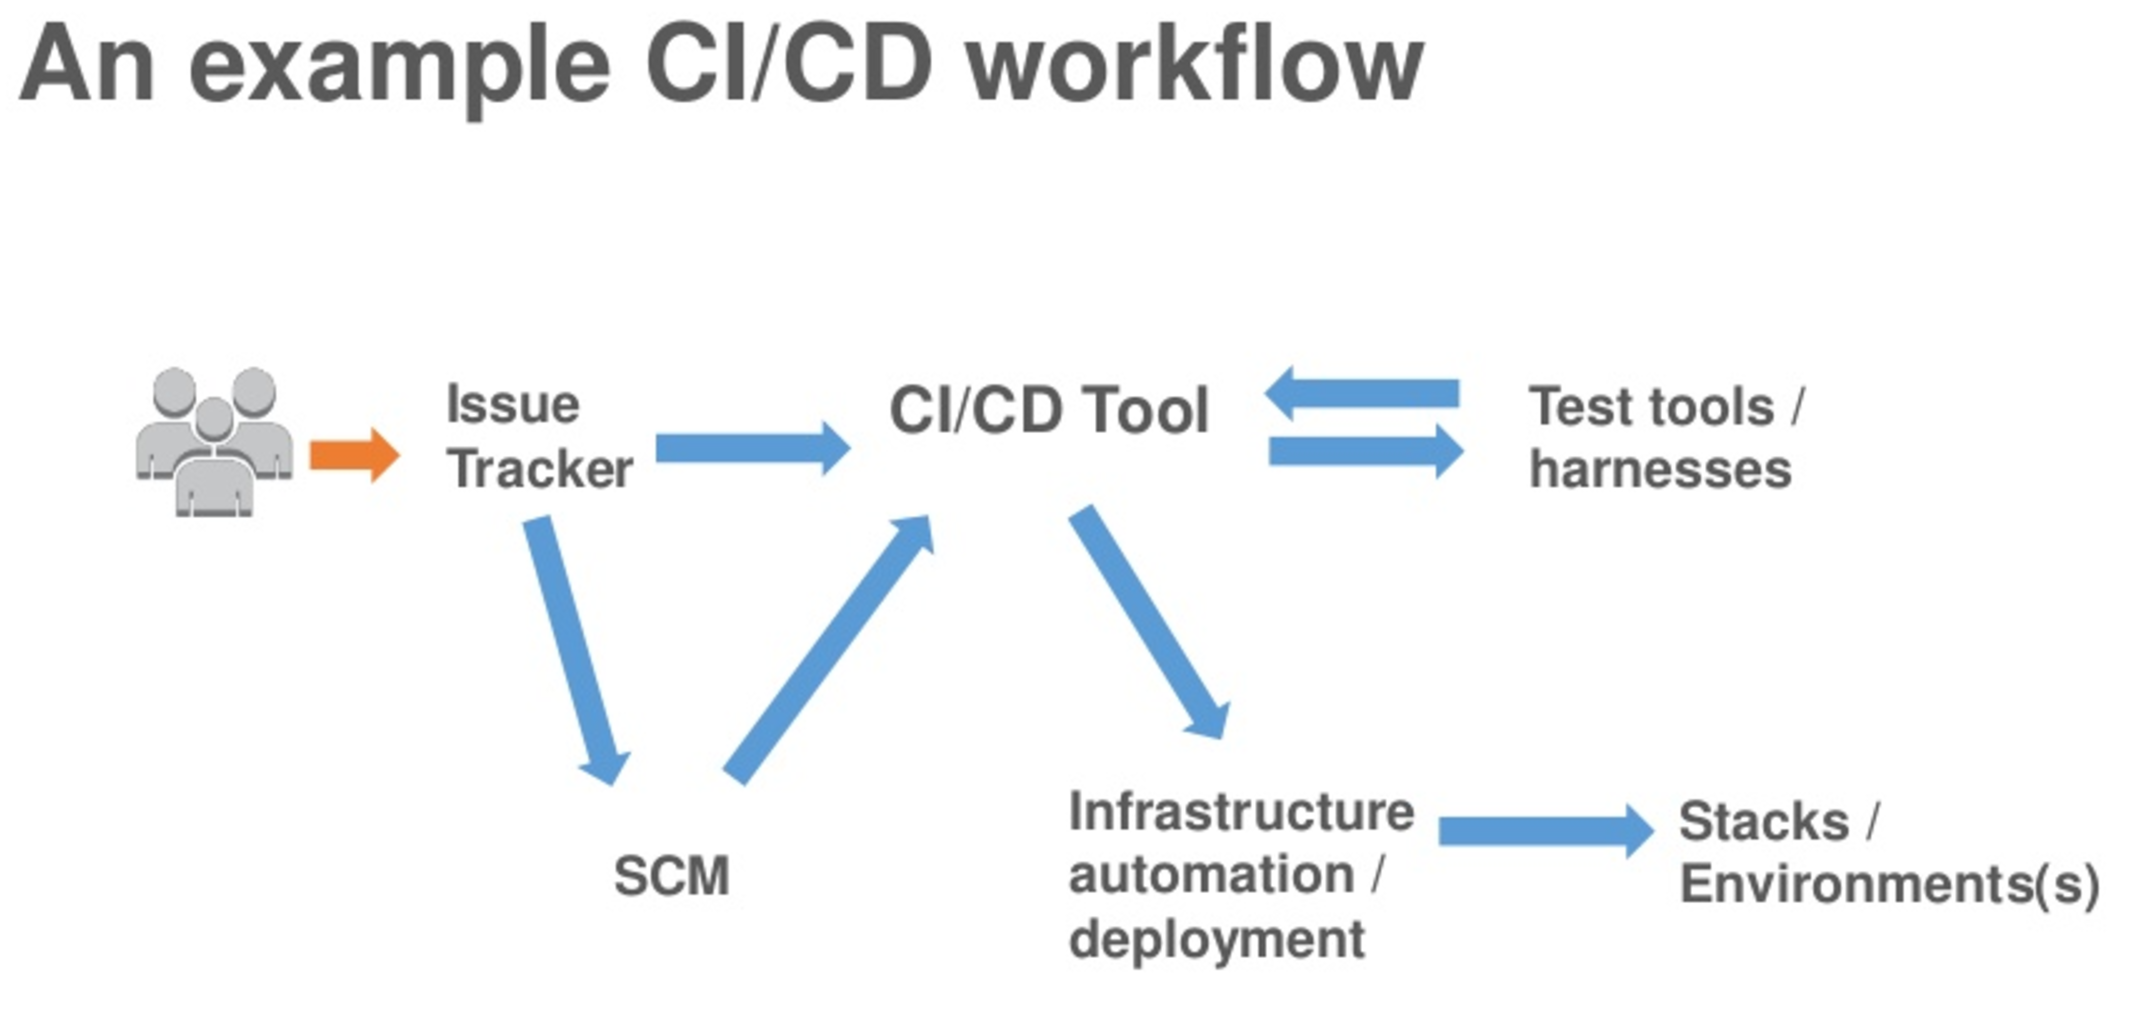 An example CI/CD workflow
Issue
Tracker
CI/CD Tool
Test tools /
harnesses
SCM
Infrastructure
automation /
deployment
Stacks /
Environments(s)